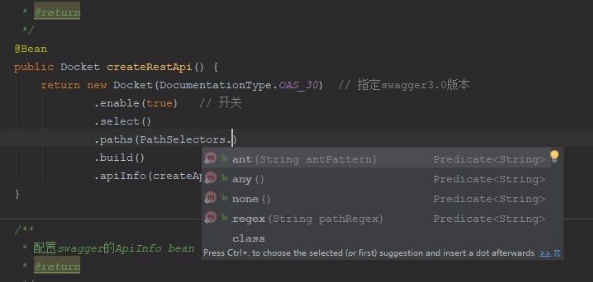 * @return
*/
@Bean
public Docket createRestApi() {
return new Docket(DocumentationType.OAS_30) // 指定swagger3.0版本
.enable(true) // 开关
.select()
.paths(PathSelectors.)
.build()
.apiInfo(createAp
}
ant(String antPattern) Predicate<String>
any() Predicate<String>
none() Predicate<String>
regex(String pathRegex) Predicate<String>
class
Press Ctrl+. to choose the selected (or first) suggestion and insert a dot afterwards >> π
/**
* 配置swagger的ApiInfo bean
* @return